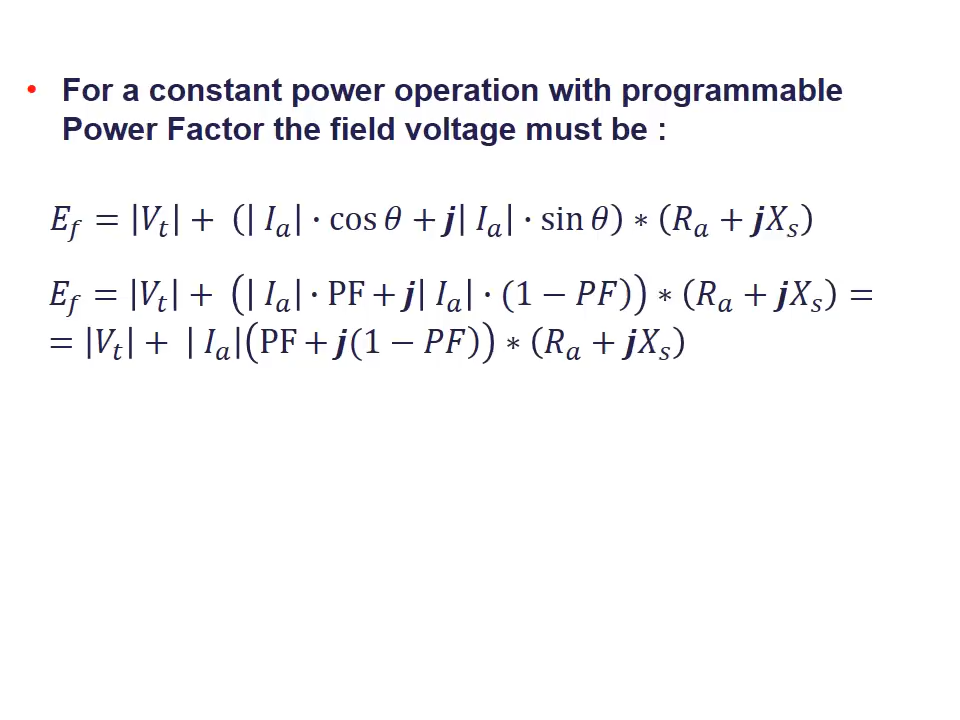 • For a constant power operation with programmable
Power Factor the field voltage must be :
E_f = |V_t| + (| I_a| · cos θ + j| I_a| · sin θ) ∗ (R_a + jX_s)
E_f = |V_t| + (| I_a| · PF + j| I_a| · (1 − PF)) ∗ (R_a + jX_s) =
= |V_t| + | I_a|(PF + j(1 − PF)) ∗ (R_a + jX_s)